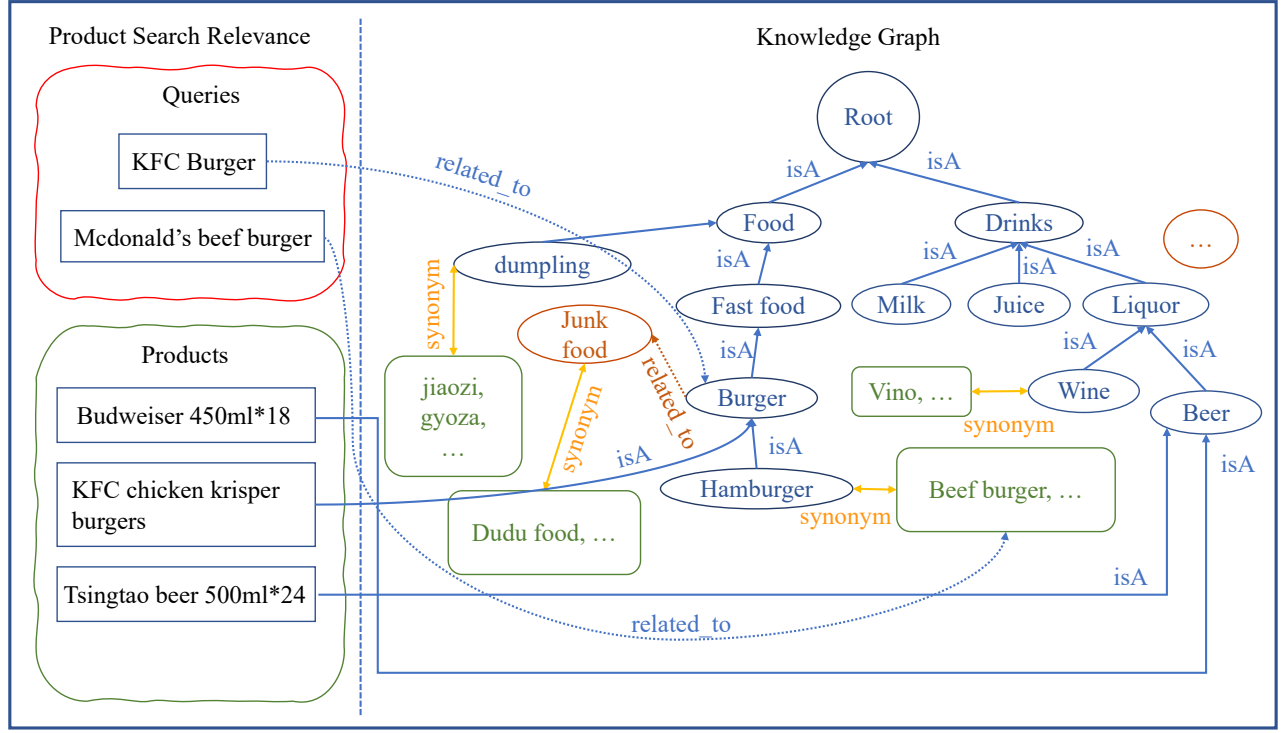 Product Search Relevance
Knowledge Graph
Queries
KFC Burger
Mcdonald's beef burger
Products
Budweiser 450ml*18
KFC chicken krisper
burgers
Tsingtao beer 500ml*24
Root
isA
isA
related_to
Food
Drinks
…
dumpling
isA
isA
isA
isA
synonym
Fast food
Milk
Juice
Liquor
Junk
food
isA
isA
isA
related_to
jiaozi,
gyoza,
…
Burger
Vino, …
synonym
Wine
Beer
synonym
isA
isA
Hamburger
synonym
Beef burger, …
Dudu food, …
isA
related_to